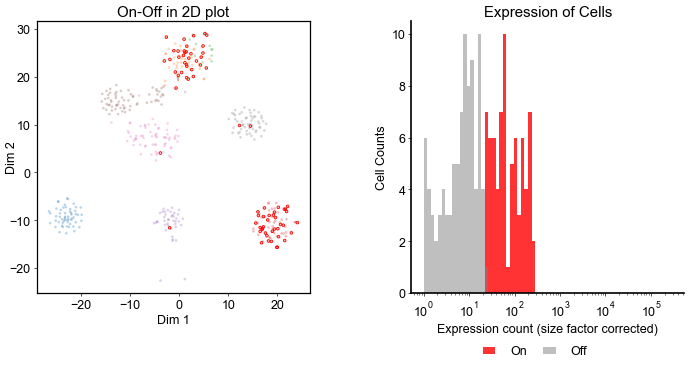 On-Off in 2D plot
30
20
10
0
−10
−20
−20
−10
0
10
20
Dim 1
Dim 2
Expression of Cells
10
8
6
4
2
0
10^0
10^1
10^2
10^3
10^4
10^5
Cell Counts
Expression count (size factor corrected)
On
Off